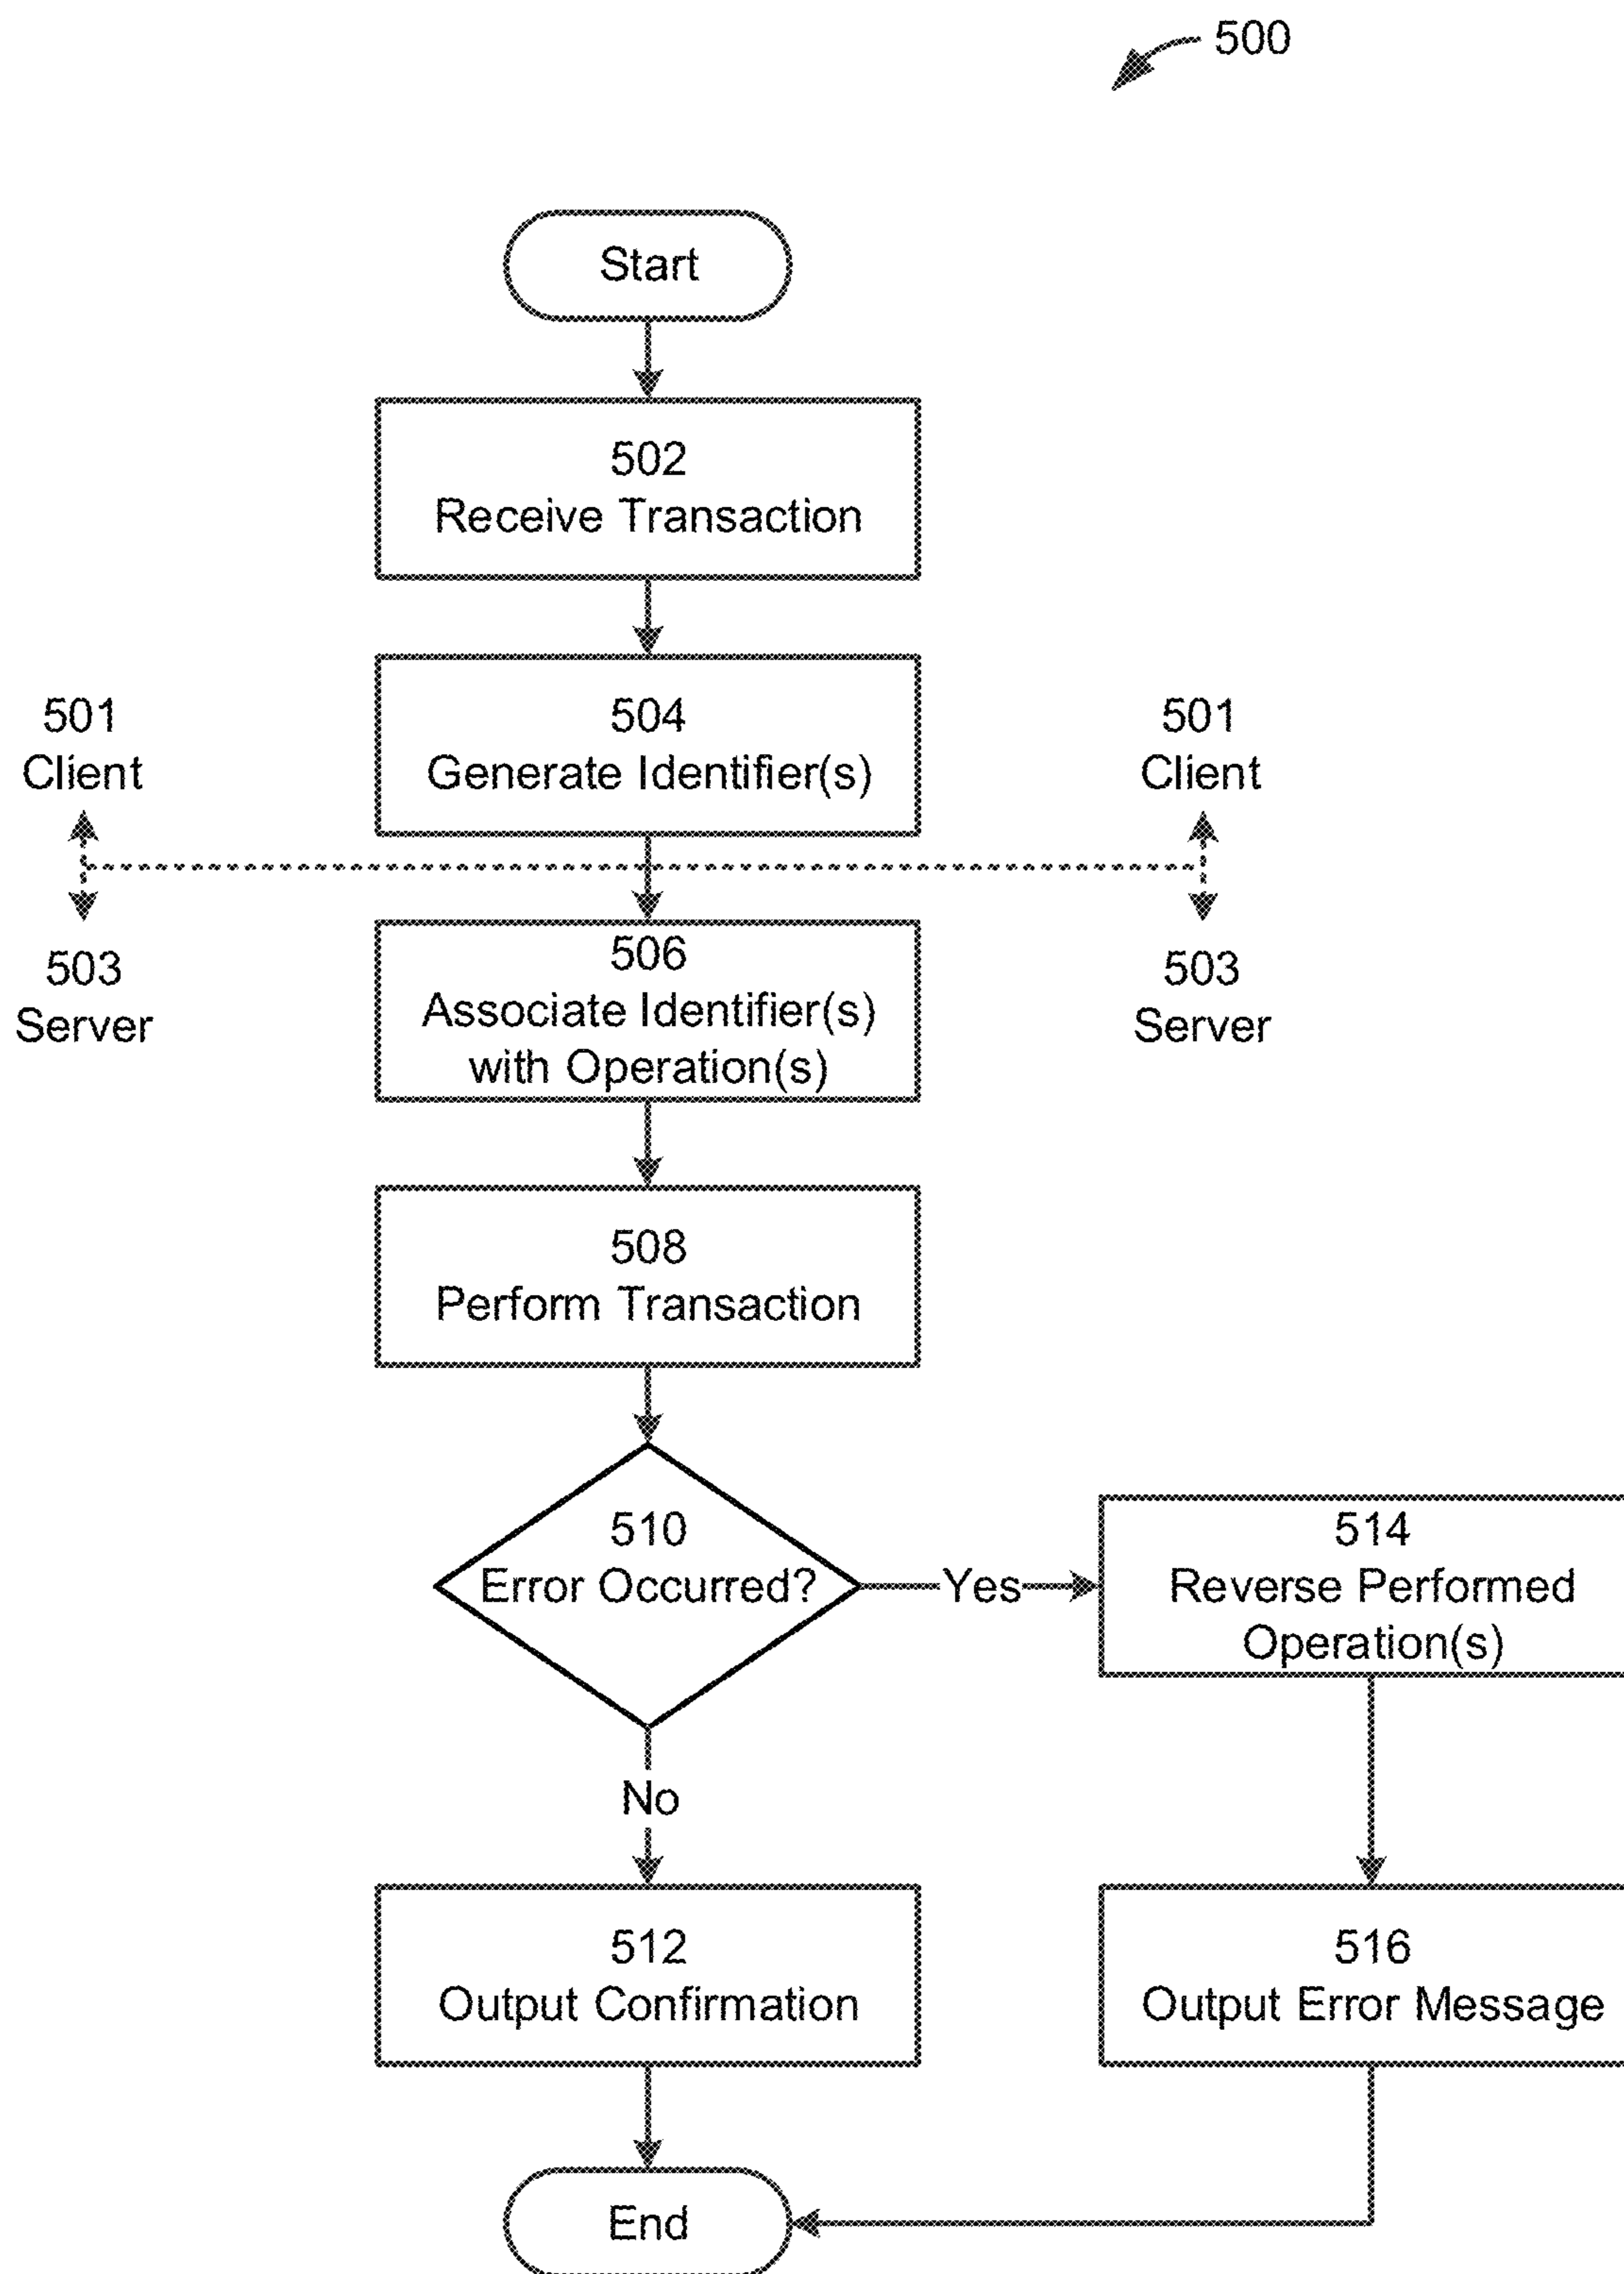 500
Start
502
Receive Transaction
504
Generate Identifier(s)
501
Client
501
Client
503
Server
506
Associate Identifier(s)
with Operation(s)
503
Server
508
Perform Transaction
510
Error Occurred?
Yes
514
Reverse Performed
Operation(s)
No
512
Output Confirmation
516
Output Error Message
End